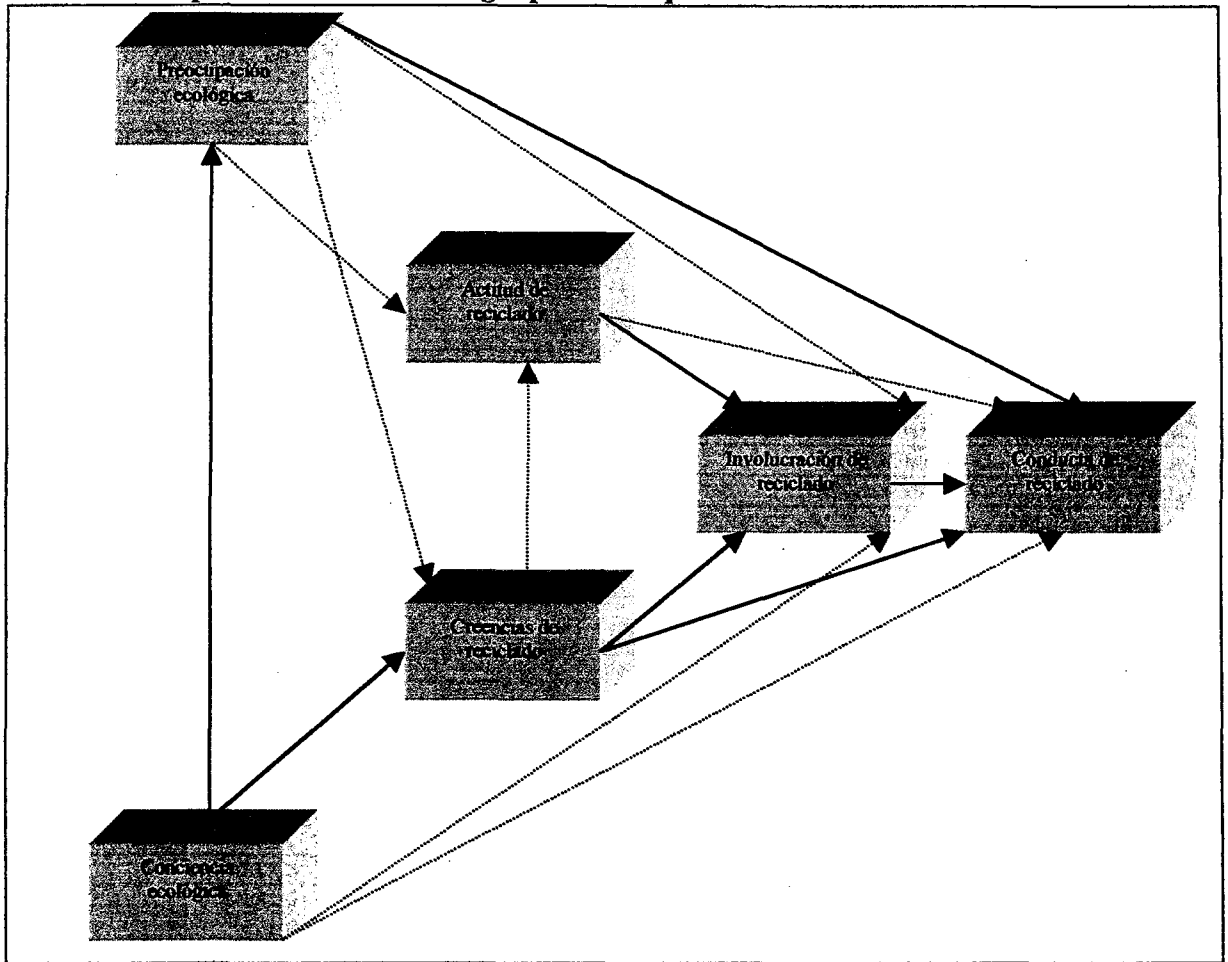 Preocupación
ecológica
Actitud de
reciclado
Involucración de
reciclado
Conducta de
reciclado
Creencias de
reciclado
Conciencia
ecológica